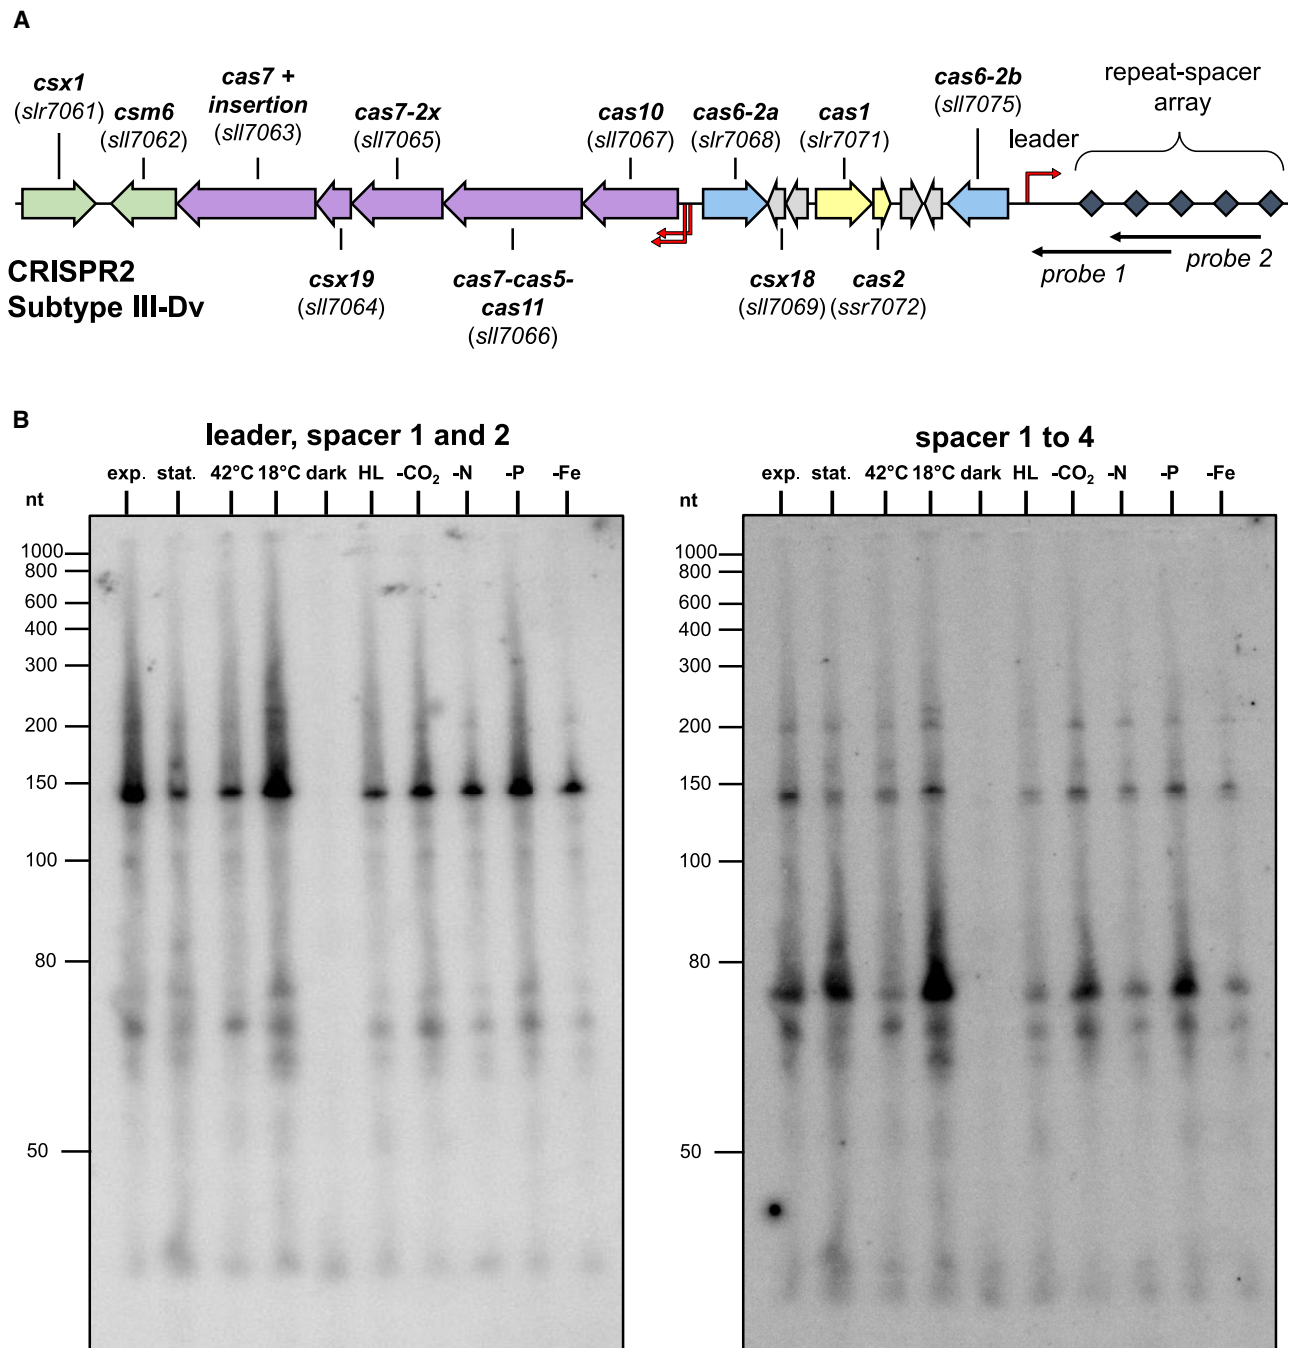 A
csx1
(slr7061)
csm6
(sll7062)
cas7 +
insertion
(sll7063)
cas7-2x
(sll7065)
cas10
(sll7067)
cas6-2a
(slr7068)
cas1
(slr7071)
cas6-2b
(sll7075)
leader
repeat-spacer
array
CRISPR2
Subtype III-Dv
csx19
(sll7064)
cas7-cas5-
cas11
(sll7066)
csx18
(sll7069)
cas2
(ssr7072)
probe 1
probe 2
B
leader, spacer 1 and 2
exp. stat. 42°C 18°C dark HL -CO₂ -N -P -Fe
nt
1000
800
600
400
300
200
150
100
80
50
spacer 1 to 4
exp. stat. 42°C 18°C dark HL -CO₂ -N -P -Fe
nt
1000
800
600
400
300
200
150
100
80
50